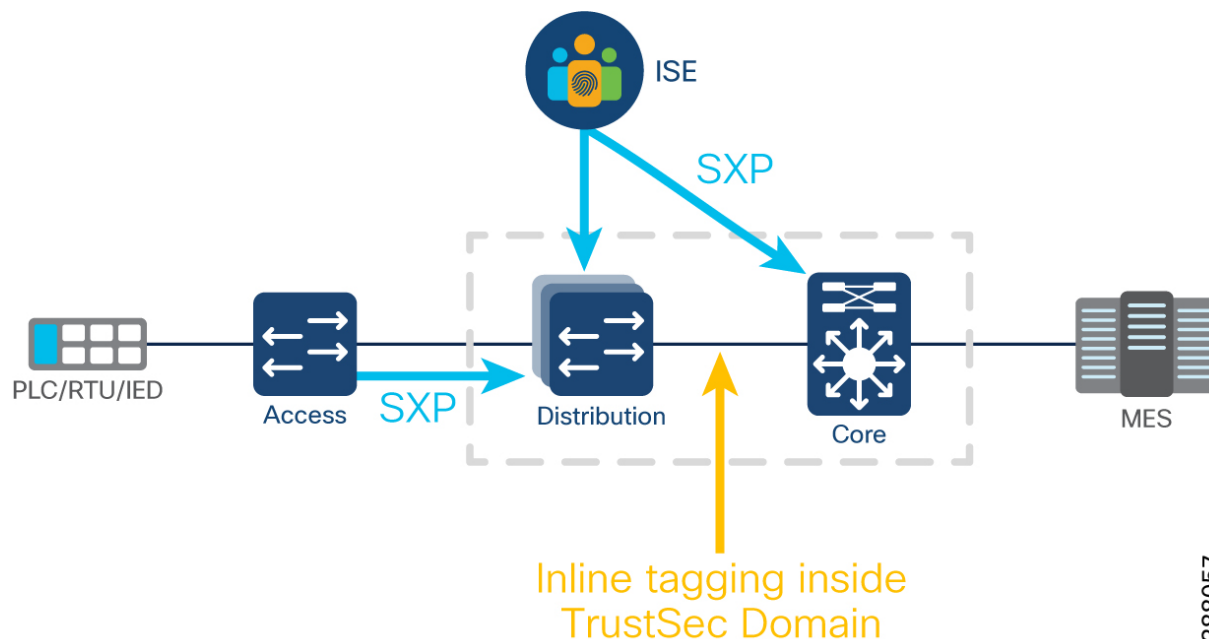 ISE
SXP
PLC/RTU/IED
Access
SXP
Distribution
Core
MES
Inline tagging inside
TrustSec Domain